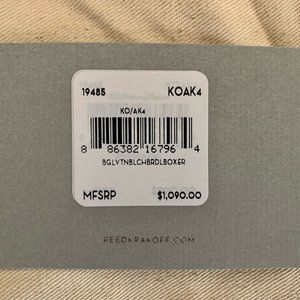 19485 KOAK4
KO/AK4
8 86382 16796 4
BGLVTNBLCHBRDLBOXER
MFSRP $1,090.00
REEDKRAKOFF.COM